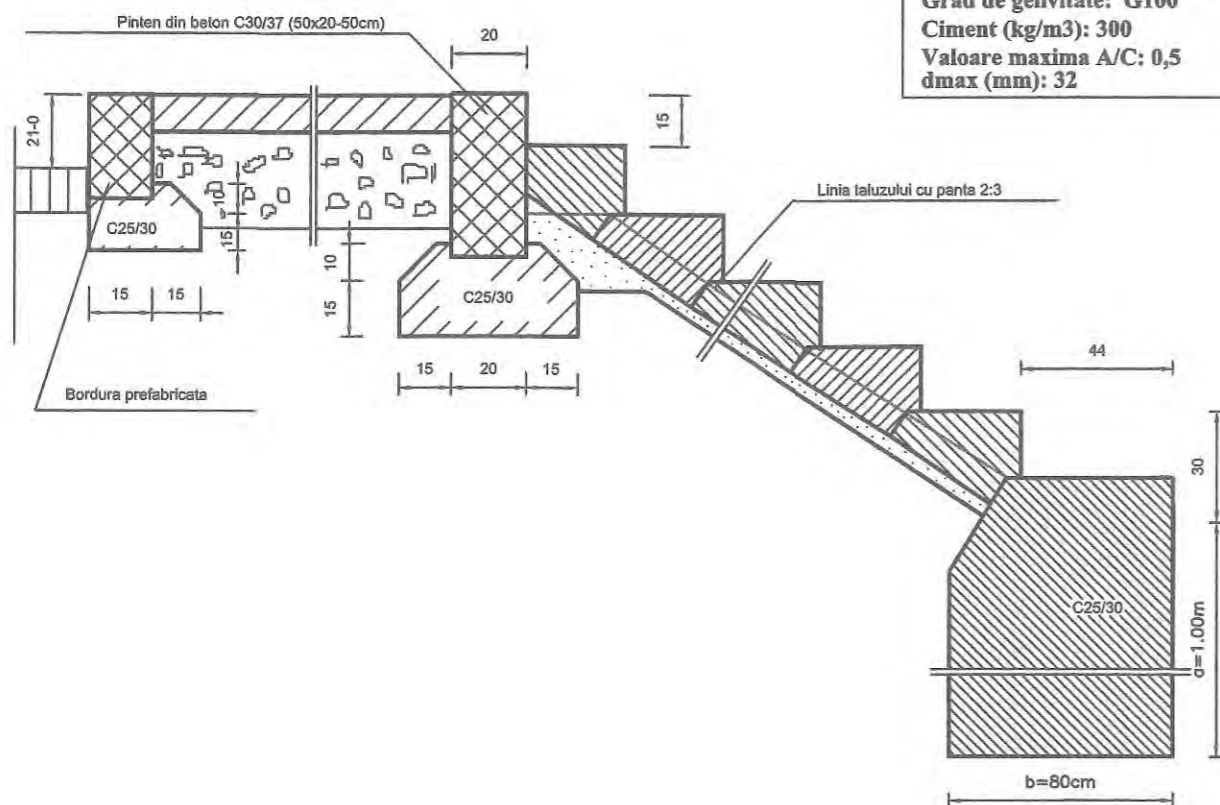 Grad de gelivitate: G100
Ciment (kg/m3): 300
Valoare maxima A/C: 0,5
dmax (mm): 32
Pinten din beton C30/37 (50x20-50cm)
20
21-0
15
Linia taluzului cu panta 2:3
C25/30
10
15
15
15
10
15
C25/30
15
20
15
Bordura prefabricata
44
30
C25/30
d=1.00m
b=80cm